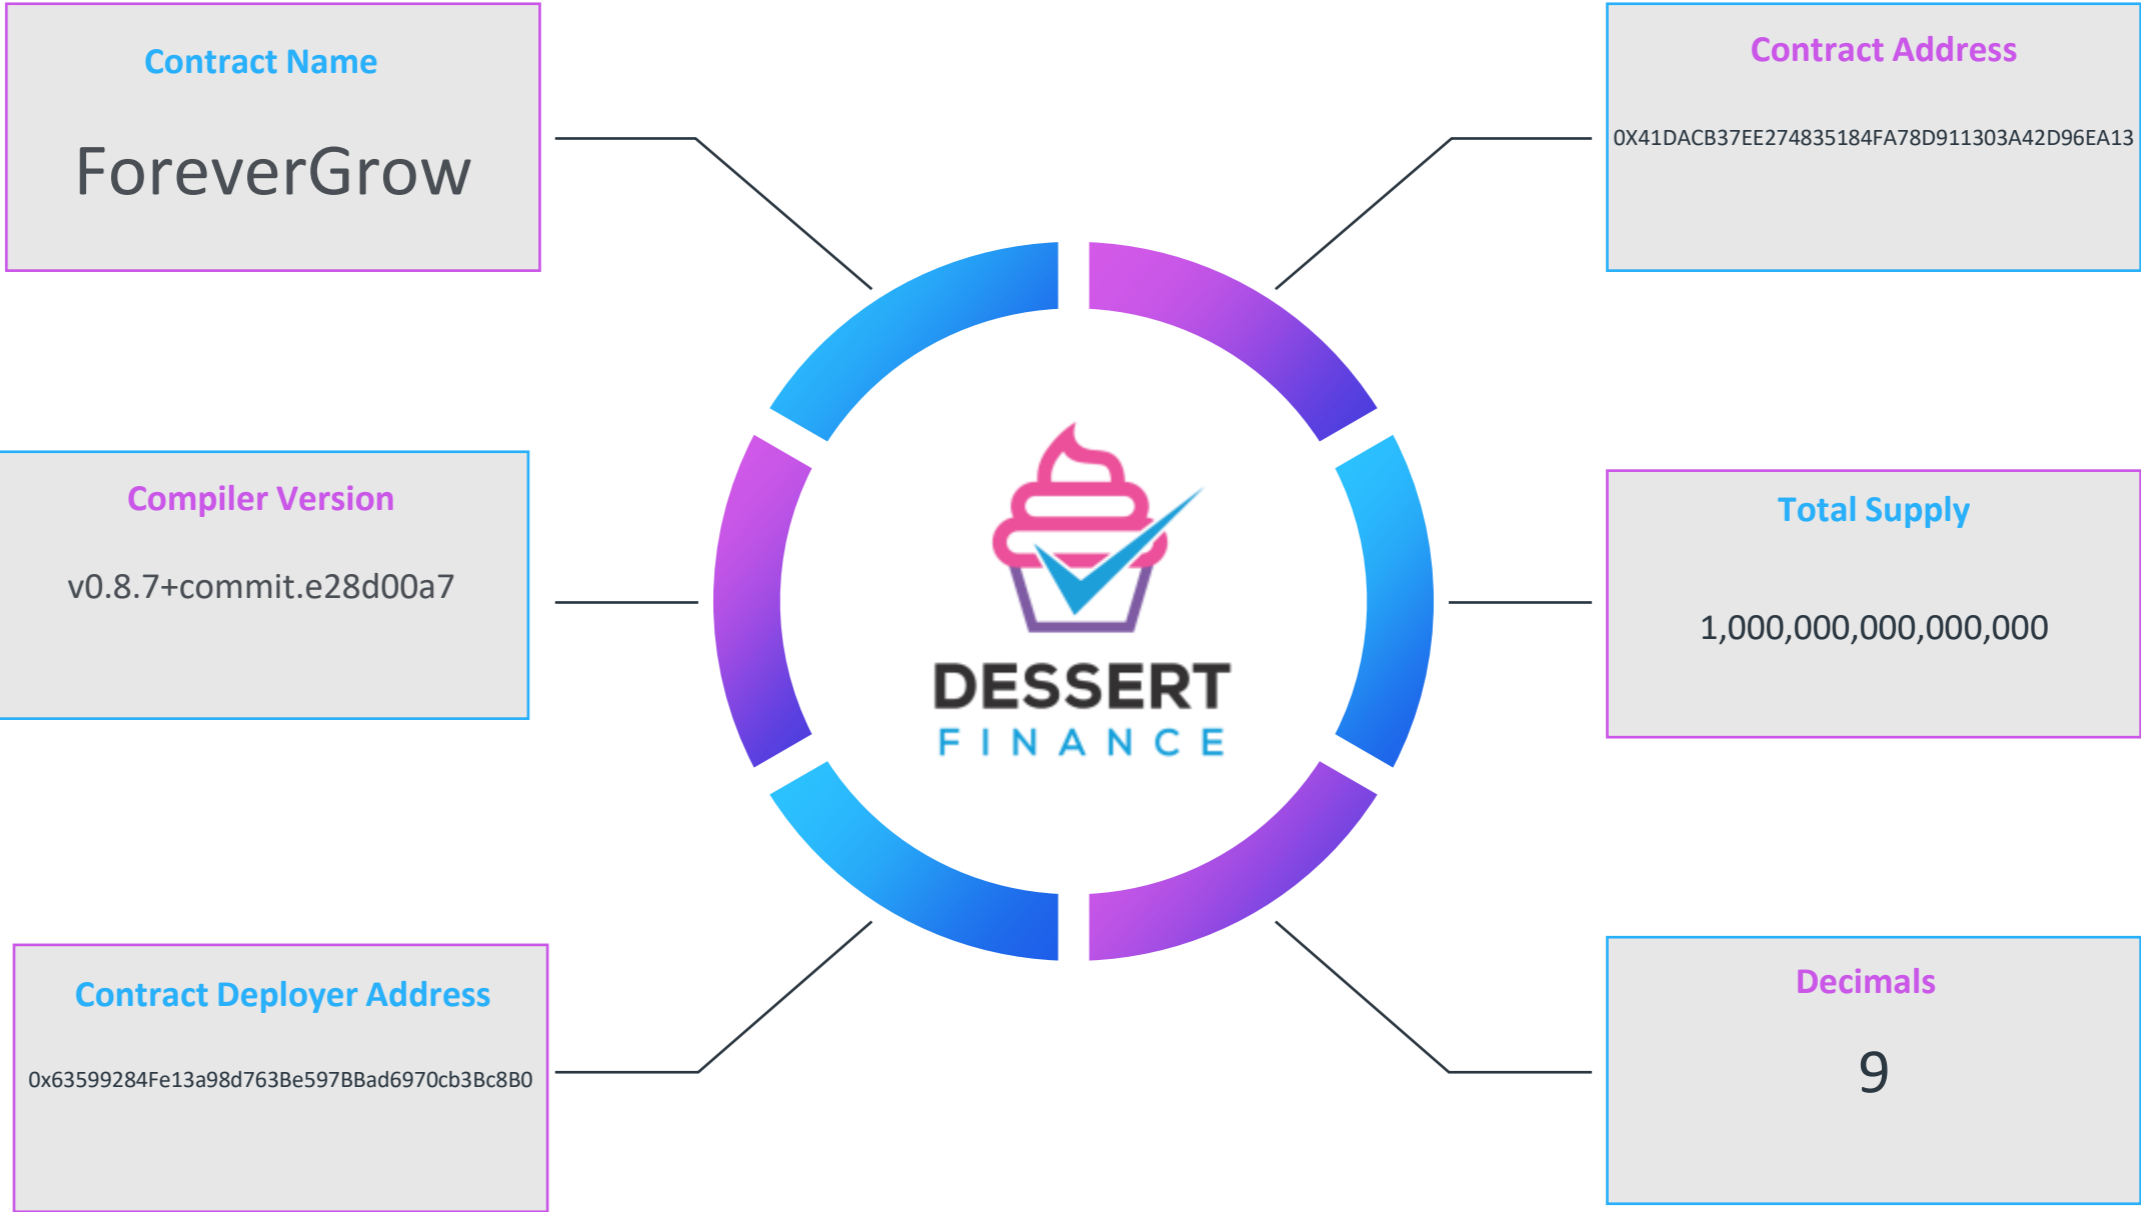 Contract Name
ForeverGrow
Contract Address
0X41DACB37EE274835184FA78D911303A42D96EA13
Compiler Version
v0.8.7+commit.e28d00a7
Total Supply
1,000,000,000,000,000
DESSERT
FINANCE
Contract Deployer Address
0x63599284Fe13a98d763Be597BBad6970cb3Bc8B0
Decimals
9